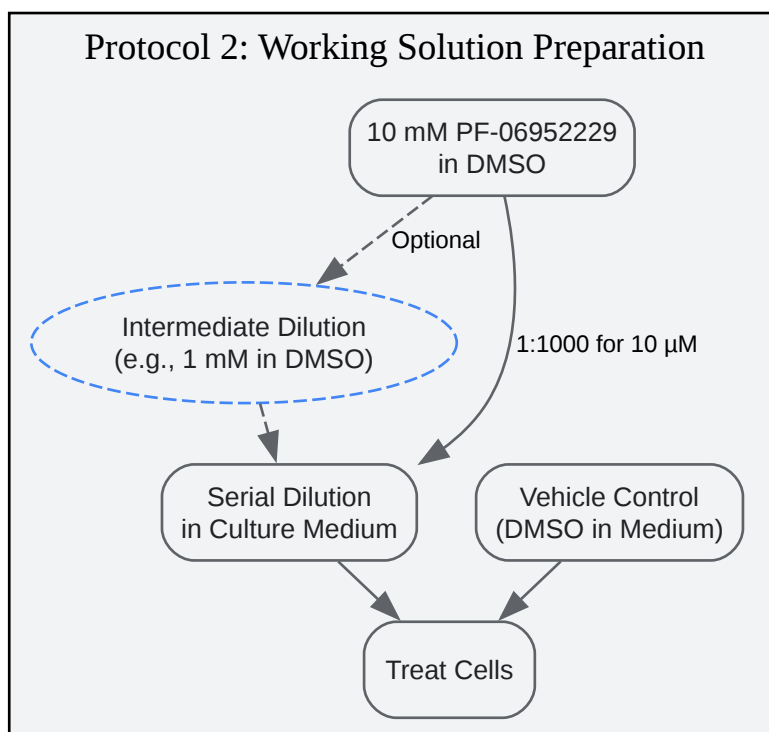 Protocol 2: Working Solution Preparation
10 mM PF-06952229
in DMSO
Optional
Intermediate Dilution
(e.g., 1 mM in DMSO)
1:1000 for 10 µM
Serial Dilution
in Culture Medium
Vehicle Control
(DMSO in Medium)
Treat Cells